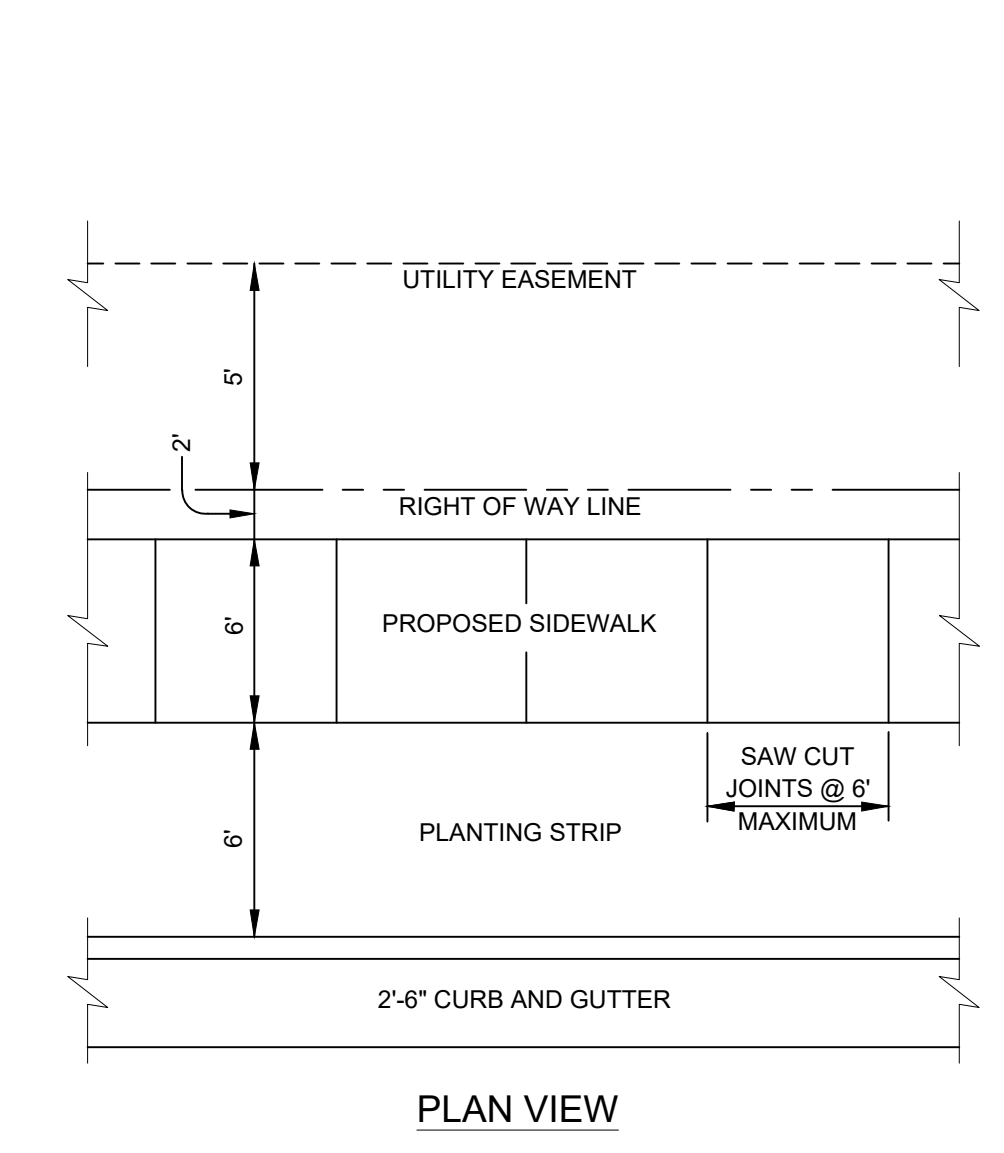 UTILITY EASEMENT
5'
2'
RIGHT OF WAY LINE
6'
PROPOSED SIDEWALK
SAW CUT
JOINTS @ 6'
MAXIMUM
6'
PLANTING STRIP
2'-6" CURB AND GUTTER
PLAN VIEW